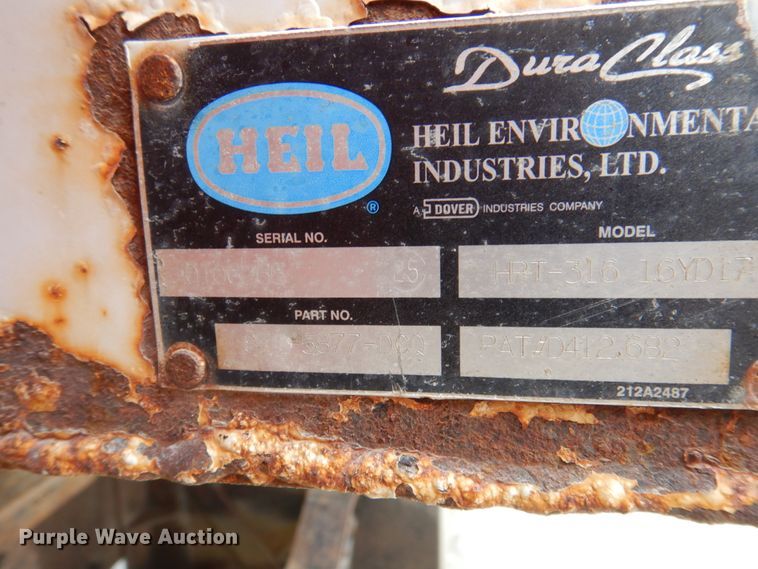 DuraClass
HEIL
®
HEIL ENVIRONMENTA
INDUSTRIES, LTD.
A DOVER INDUSTRIES COMPANY
SERIAL NO.
MODEL
HRT-316 16YD17
PART NO.
PAT#D412,682
212A2487
Purple Wave Auction